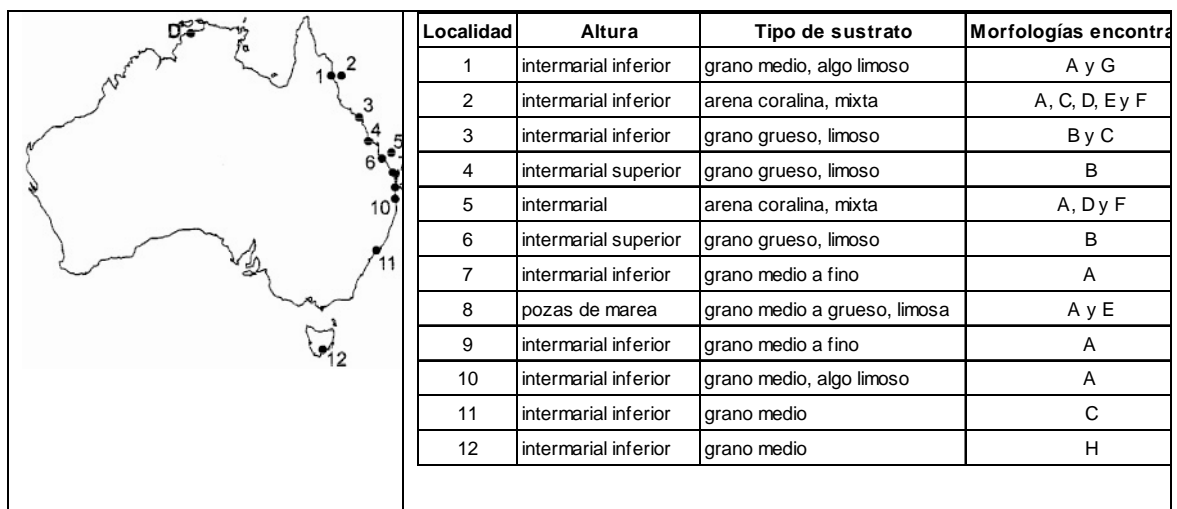 D
1 2
3
4
5
6
10
11
12
Localidad Altura Tipo de sustrato Morfologías encontra
1 intermarial inferior grano medio, algo limoso A y G
2 intermarial inferior arena coralina, mixta A, C, D, E y F
3 intermarial inferior grano grueso, limoso B y C
4 intermarial superior grano grueso, limoso B
5 intermarial arena coralina, mixta A, D y F
6 intermarial superior grano grueso, limoso B
7 intermarial inferior grano medio a fino A
8 pozas de marea grano medio a grueso, limosa A y E
9 intermarial inferior grano medio a fino A
10 intermarial inferior grano medio, algo limoso A
11 intermarial inferior grano medio C
12 intermarial inferior grano medio H